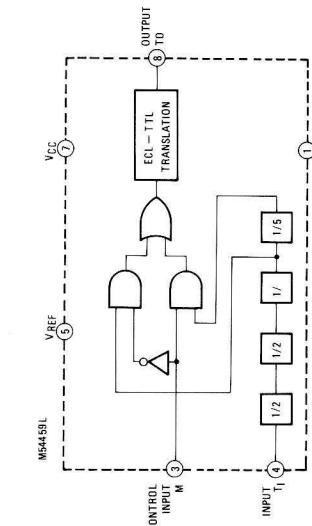 M54459L
VREF
5
VCC
7
ONTROL
INPUT
M
3
ECL – TTL
TRANSLATION
8
OUTPUT
TO
INPUT
TI
4
1/2
1/2
1/
1/5
1